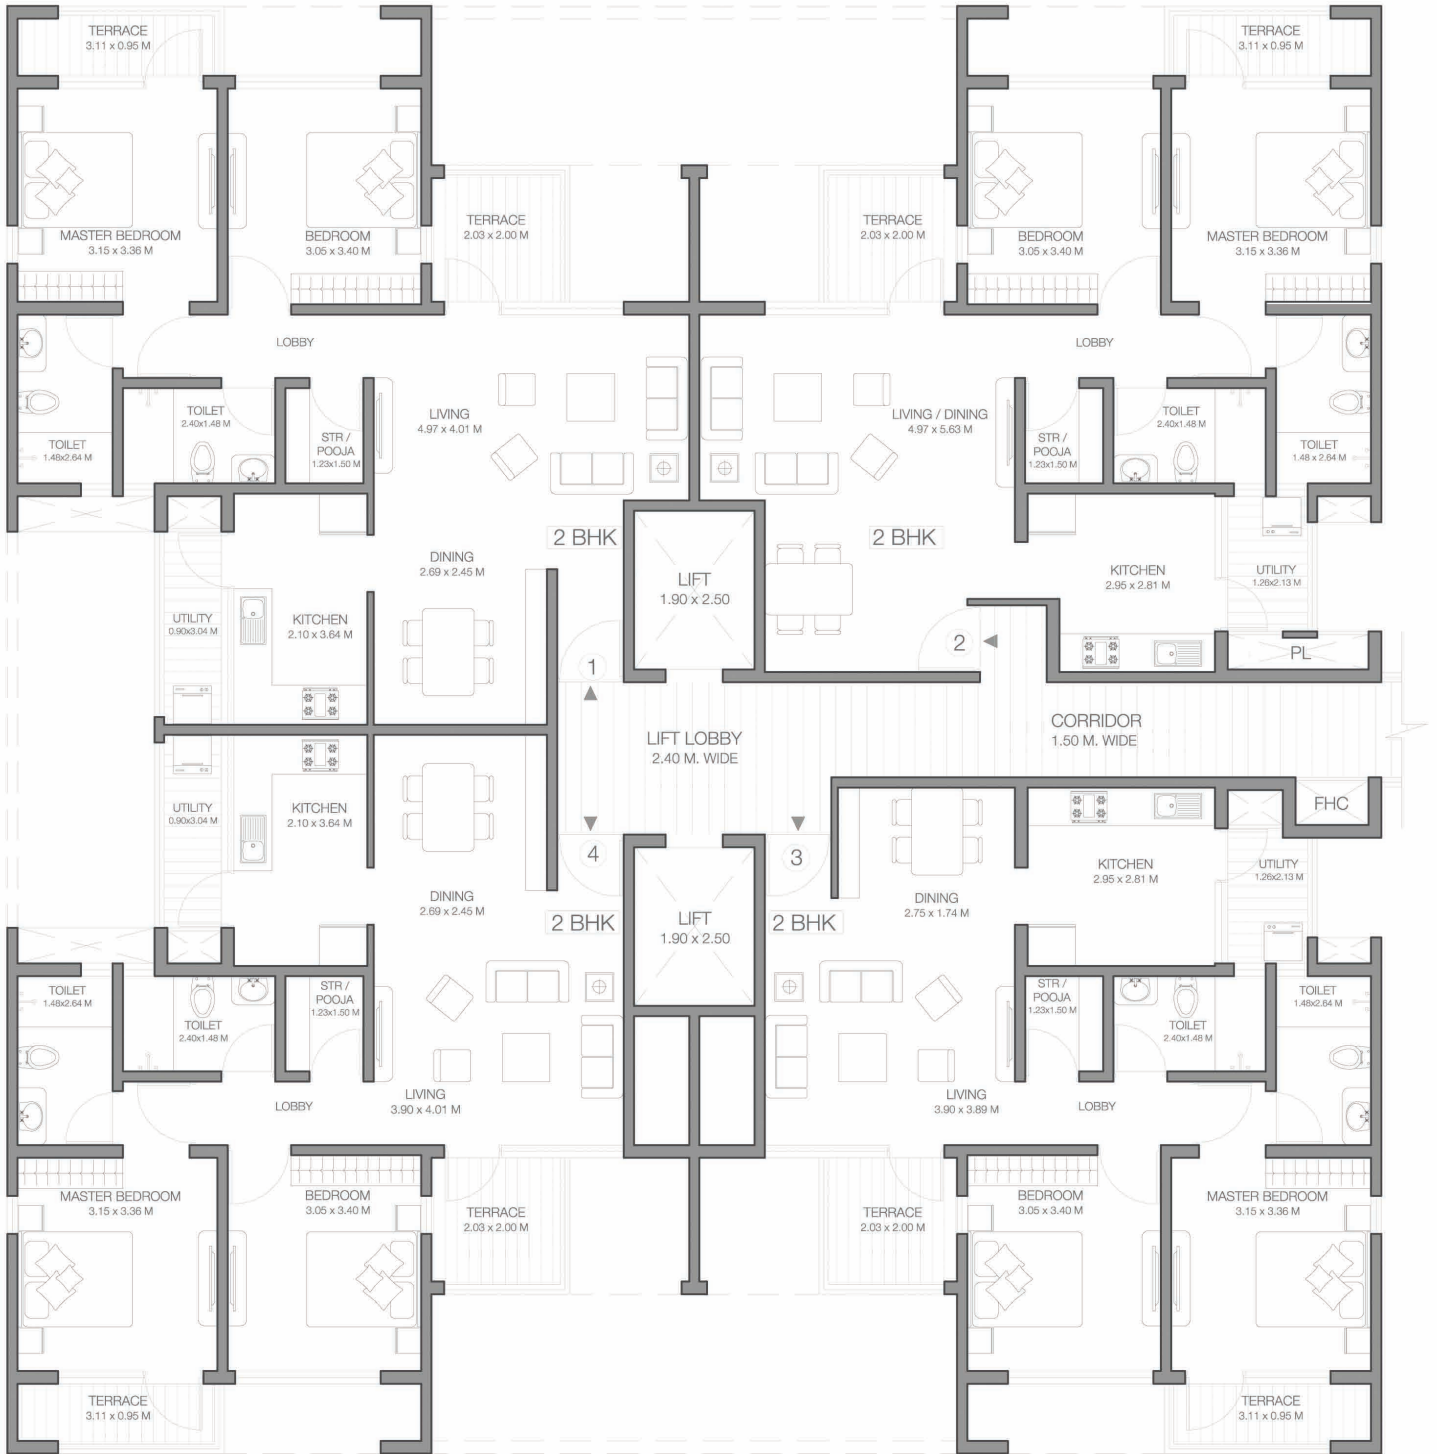 TERRACE
3.11 x 0.95 M
TERRACE
3.11 x 0.95 M
MASTER BEDROOM
3.15 x 3.36 M
BEDROOM
3.05 x 3.40 M
TERRACE
2.03 x 2.00 M
TERRACE
2.03 x 2.00 M
BEDROOM
3.05 x 3.40 M
MASTER BEDROOM
3.15 x 3.36 M
LOBBY
LOBBY
TOILET
1.48x2.64 M
TOILET
2.40x1.48 M
STR /
POOJA
1.23x1.50 M
LIVING
4.97 x 4.01 M
LIVING / DINING
4.97 x 5.63 M
STR /
POOJA
1.23x1.50 M
TOILET
2.40x1.48 M
TOILET
1.48 x 2.64 M
2 BHK
2 BHK
UTILITY
0.90x3.04 M
KITCHEN
2.10 x 3.64 M
DINING
2.69 x 2.45 M
LIFT
1.90 x 2.50
KITCHEN
2.95 x 2.81 M
UTILITY
1.26x2.13 M
1
2
PL
LIFT LOBBY
2.40 M. WIDE
CORRIDOR
1.50 M. WIDE
FHC
UTILITY
0.90x3.04 M
KITCHEN
2.10 x 3.64 M
4
3
DINING
2.69 x 2.45 M
2 BHK
LIFT
1.90 x 2.50
2 BHK
DINING
2.75 x 1.74 M
KITCHEN
2.95 x 2.81 M
UTILITY
1.26x2.13 M
TOILET
1.48x2.64 M
TOILET
2.40x1.48 M
STR /
POOJA
1.23x1.50 M
STR /
POOJA
1.23x1.50 M
TOILET
2.40x1.48 M
TOILET
1.48x2.64 M
LOBBY
LIVING
3.90 x 4.01 M
LIVING
3.90 x 3.89 M
LOBBY
MASTER BEDROOM
3.15 x 3.36 M
BEDROOM
3.05 x 3.40 M
TERRACE
2.03 x 2.00 M
TERRACE
2.03 x 2.00 M
BEDROOM
3.05 x 3.40 M
MASTER BEDROOM
3.15 x 3.36 M
TERRACE
3.11 x 0.95 M
TERRACE
3.11 x 0.95 M